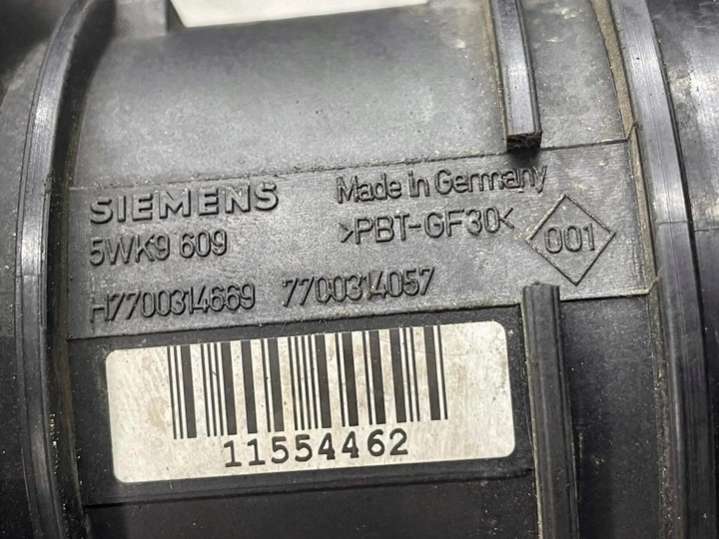 SIEMENS Made in Germany
5WK9 609 >PBT-GF30< 001
H7700314669 7700314057
11554462